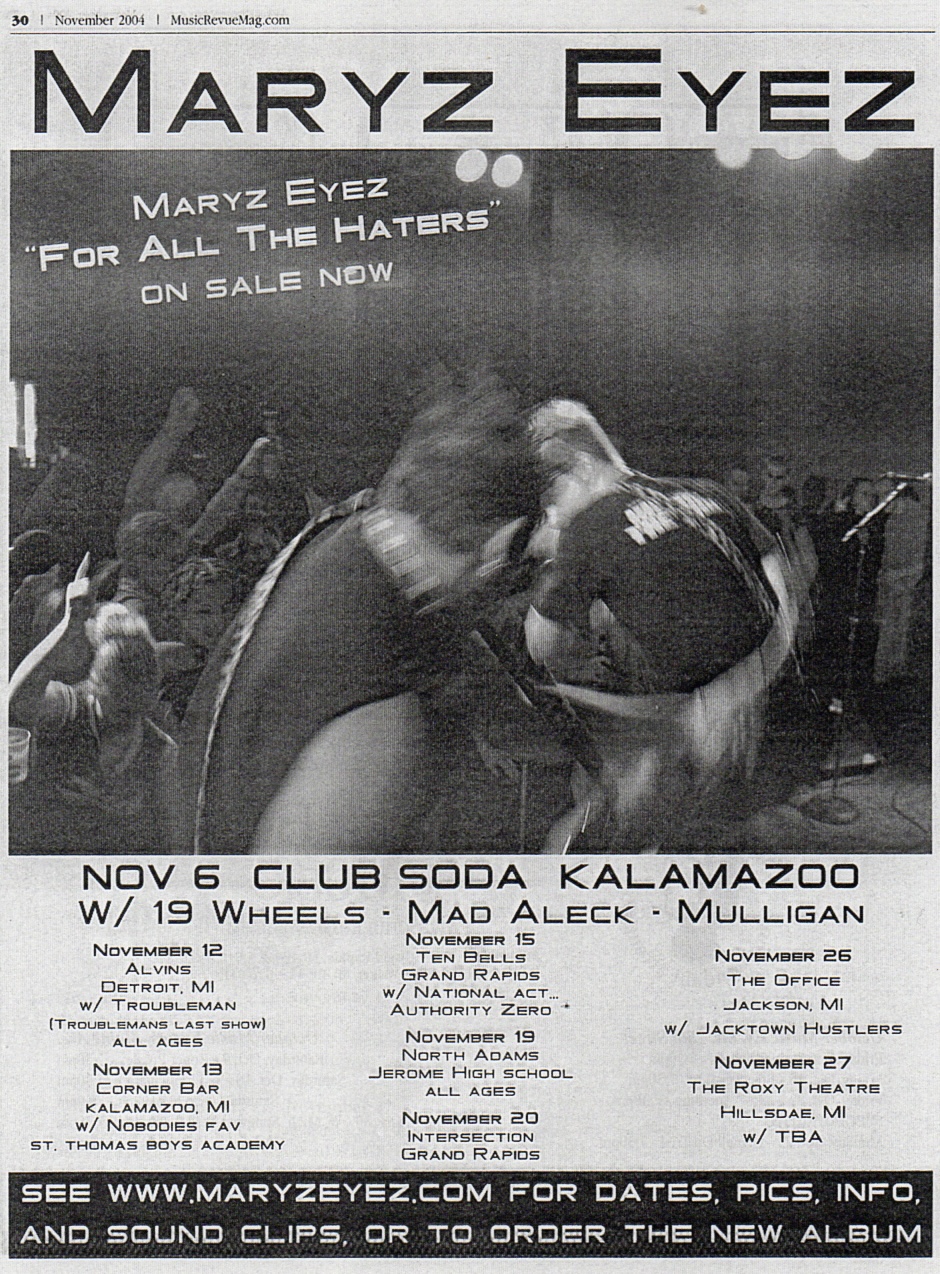 30 | November 2004 | MusicRevueMag.com
MARYZ EYEZ
MARYZ EYEZ
"FOR ALL THE HATERS"
ON SALE NOW
NOV 6 CLUB SODA KALAMAZOO
W/ 19 WHEELS - MAD ALECK - MULLIGAN
NOVEMBER 12
ALVINS
DETROIT, MI
W/ TROUBLEMAN
(TROUBLEMANS LAST SHOW)
ALL AGES
NOVEMBER 13
CORNER BAR
KALAMAZOO, MI
W/ NOBODIES FAV
ST. THOMAS BOYS ACADEMY
NOVEMBER 15
TEN BELLS
GRAND RAPIDS
W/ NATIONAL ACT...
AUTHORITY ZERO
NOVEMBER 19
NORTH ADAMS
JEROME HIGH SCHOOL
ALL AGES
NOVEMBER 20
INTERSECTION
GRAND RAPIDS
NOVEMBER 26
THE OFFICE
JACKSON, MI
W/ JACKTOWN HUSTLERS
NOVEMBER 27
THE ROXY THEATRE
HILLSDAE, MI
W/ TBA
SEE WWW.MARYZEYEZ.COM FOR DATES, PICS, INFO,
AND SOUND CLIPS, OR TO ORDER THE NEW ALBUM